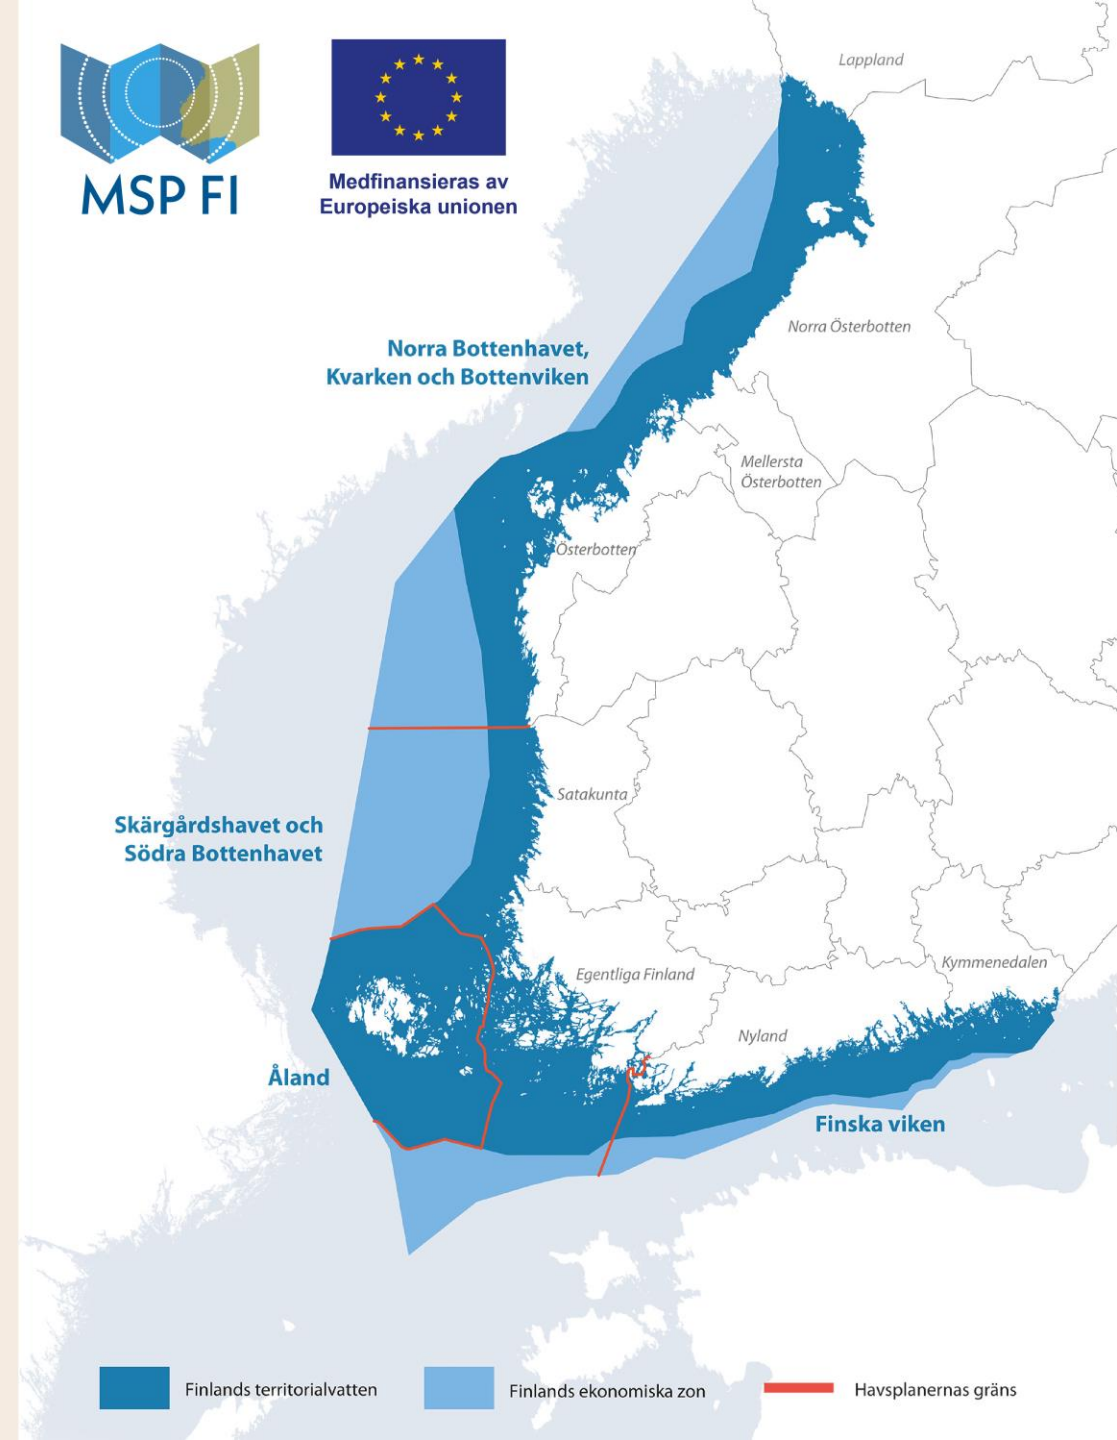 MSP FI
Medfinansieras av
Europeiska unionen
Lappland
Norra Österbotten
Norra Bottenhavet,
Kvarken och Bottenviken
Mellersta
Österbotten
Österbotten
Satakunta
Skärgårdshavet och
Södra Bottenhavet
Kymmenedalen
Egentliga Finland
Nyland
Åland
Finska viken
Finlands territorialvatten
Finlands ekonomiska zon
Havsplanernas gräns